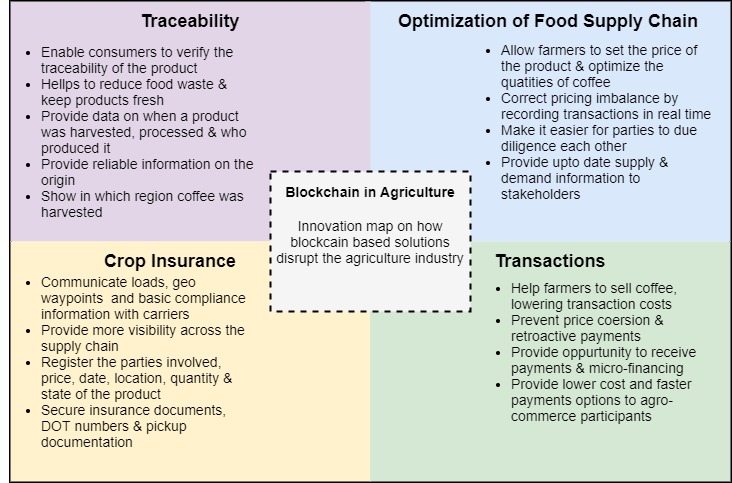 Traceability
• Enable consumers to verify the
traceability of the product
• Hellps to reduce food waste &
keep products fresh
• Provide data on when a product
was harvested, processed & who
produced it
• Provide reliable information on the
origin
• Show in which region coffee was
harvested
Optimization of Food Supply Chain
• Allow farmers to set the price of
the product & optimize the
quatities of coffee
• Correct pricing imbalance by
recording transactions in real time
• Make it easier for parties to due
diligence each other
• Provide upto date supply &
demand information to
stakeholders
Blockchain in Agriculture
Innovation map on how
blockcain based solutions
disrupt the agriculture industry
Crop Insurance
• Communicate loads, geo
waypoints and basic compliance
information with carriers
• Provide more visibility across the
supply chain
• Register the parties involved,
price, date, location, quantity &
state of the product
• Secure insurance documents,
DOT numbers & pickup
documentation
Transactions
• Help farmers to sell coffee,
lowering transaction costs
• Prevent price coersion &
retroactive payments
• Provide oppurtunity to receive
payments & micro-financing
• Provide lower cost and faster
payments options to agro-
commerce participants